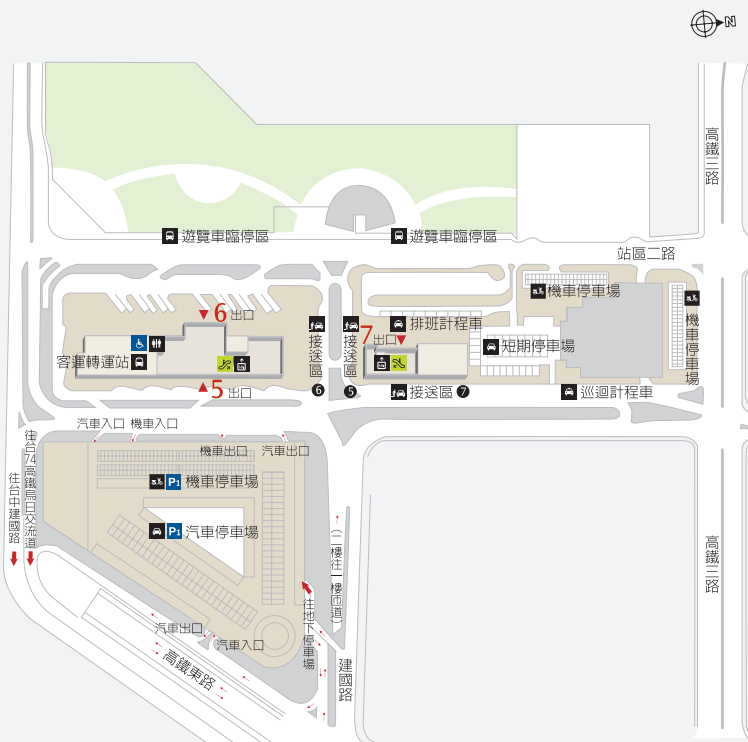 N
高鐵三路
遊覽車臨停區
遊覽車臨停區
站區二路
機車停車場
6 出口
排班計程車
7 出口
接送區
接送區
機車停車場
短期停車場
客運轉運站
5 出口
6
5
接送區 7
巡迴計程車
汽車入口
機車入口
機車出口
汽車出口
往台74高鐵烏日交流道
往台中建國路
P1 機車停車場
P1 汽車停車場
(二樓往一樓匝道)
高鐵三路
往地下停車場
汽車出口
汽車入口
高鐵東路
建國路